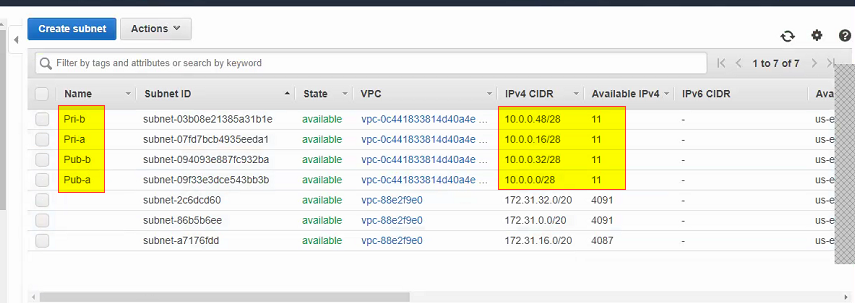 Create subnet Actions
Filter by tags and attributes or search by keyword 1 to 7 of 7
Name Subnet ID State VPC IPv4 CIDR Available IPv4 IPv6 CIDR Ava
Pri-b subnet-03b08e21385a31b1e available vpc-0c441833814d40a4e ... 10.0.0.48/28 11 - us-e
Pri-a subnet-07fd7bcb4935eeda1 available vpc-0c441833814d40a4e ... 10.0.0.16/28 11 - us-e
Pub-b subnet-094093e887fc932ba available vpc-0c441833814d40a4e ... 10.0.0.32/28 11 - us-e
Pub-a subnet-09f33e3dce543bb3b available vpc-0c441833814d40a4e ... 10.0.0.0/28 11 - us-e
subnet-2c6dcd60 available vpc-88e2f9e0 172.31.32.0/20 4091 - us-e
subnet-86b5b6ee available vpc-88e2f9e0 172.31.0.0/20 4091 - us-e
subnet-a7176fdd available vpc-88e2f9e0 172.31.16.0/20 4087 - us-e